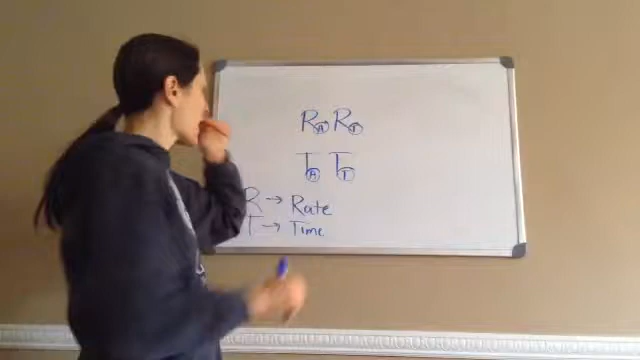 RⒶ RⓉ
TⒶ TⓉ
R → Rate
T → Time